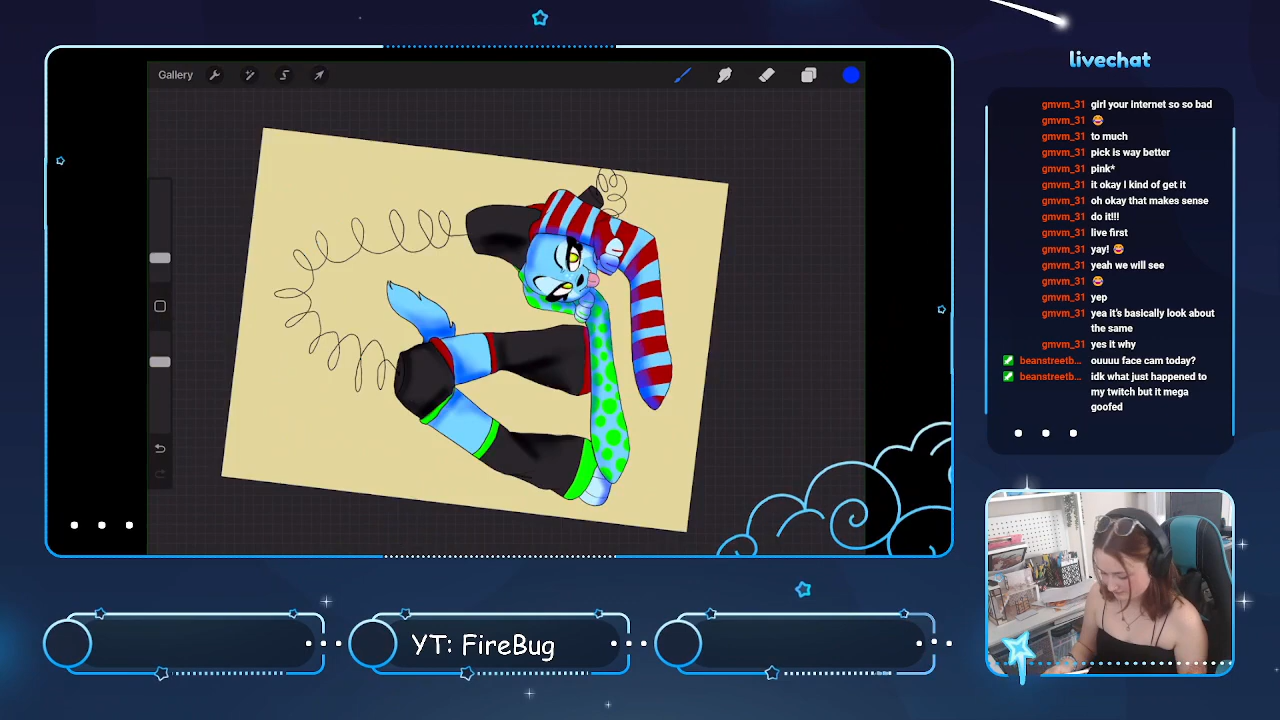 livechat
Gallery
gmvm_31 girl your internet so so bad
gmvm_31 😂
gmvm_31 to much
gmvm_31 pick is way better
gmvm_31 pink*
gmvm_31 it okay I kind of get it
gmvm_31 oh okay that makes sense
gmvm_31 do it!!!
gmvm_31 live first
gmvm_31 yay! 😂
gmvm_31 yeah we will see
gmvm_31 😂
gmvm_31 yep
gmvm_31 yea it's basically look about
the same
gmvm_31 yes it why
beanstreetb... ouuuu face cam today?
beanstreetb... idk what just happened to
my twitch but it mega
goofed
YT: FireBug